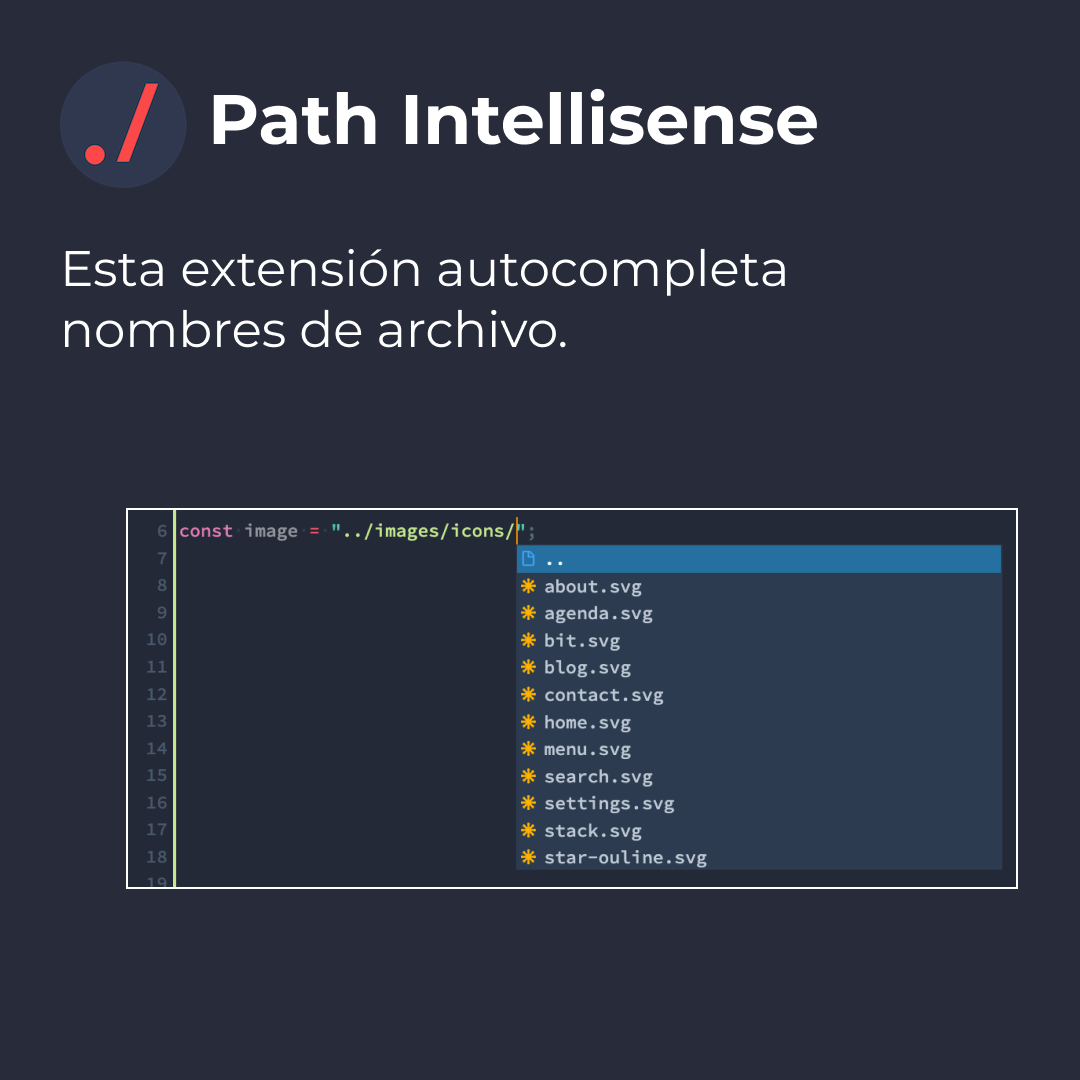 ./ Path Intellisense
Esta extensión autocompleta
nombres de archivo.
6 const image = "../images/icons/";
7 ..
8 about.svg
9 agenda.svg
10 bit.svg
11 blog.svg
12 contact.svg
13 home.svg
14 menu.svg
15 search.svg
16 settings.svg
17 stack.svg
18 star-ouline.svg
19